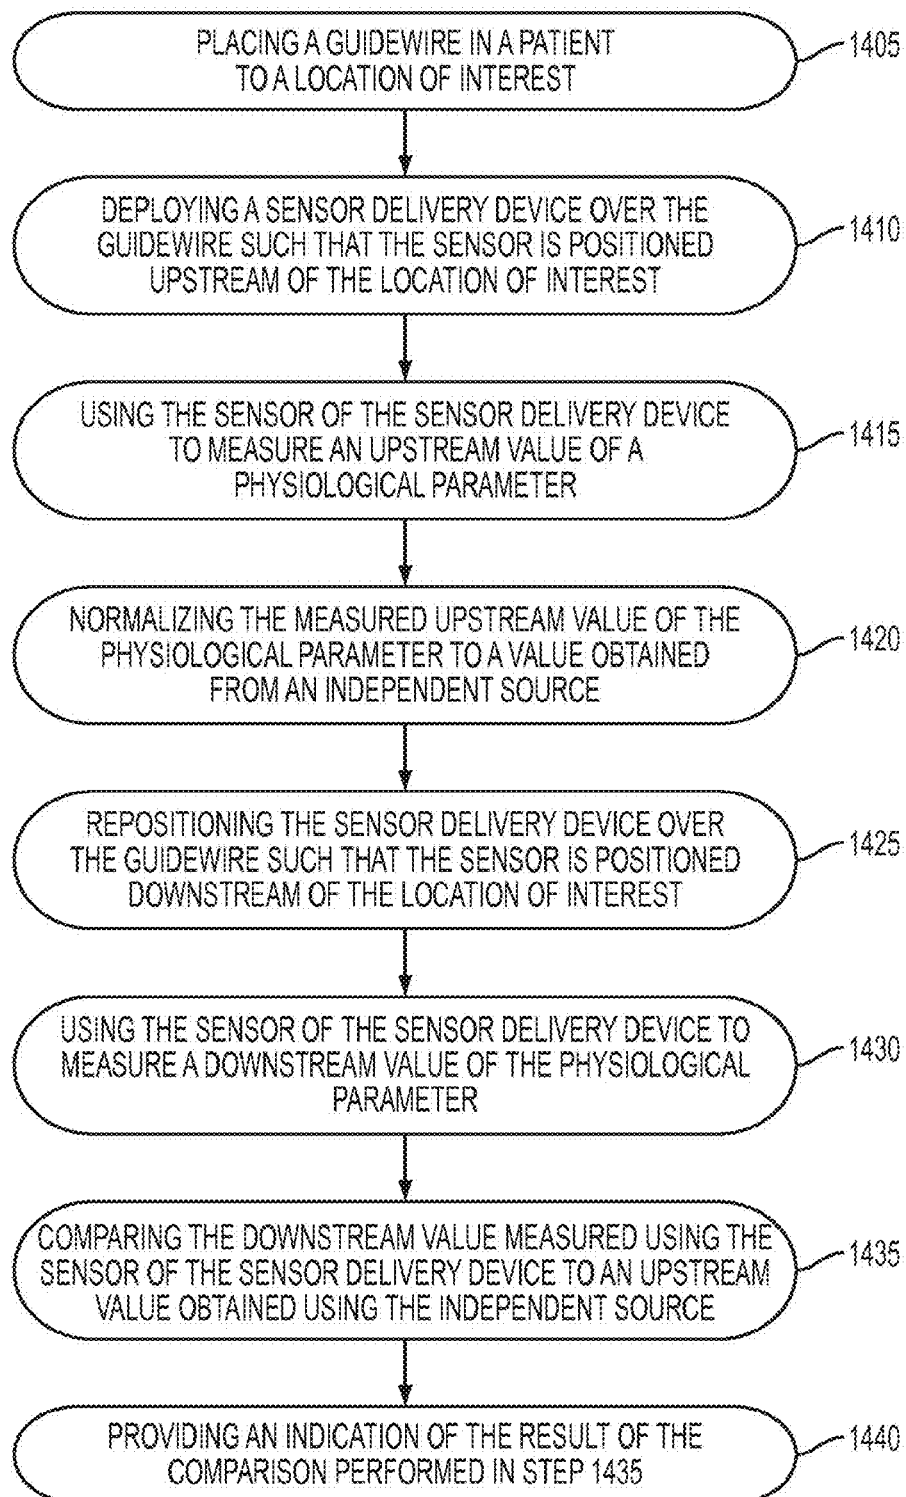 PLACING A GUIDEWIRE IN A PATIENT
TO A LOCATION OF INTEREST
1405
DEPLOYING A SENSOR DELIVERY DEVICE OVER THE
GUIDEWIRE SUCH THAT THE SENSOR IS POSITIONED
UPSTREAM OF THE LOCATION OF INTEREST
1410
USING THE SENSOR OF THE SENSOR DELIVERY DEVICE
TO MEASURE AN UPSTREAM VALUE OF A
PHYSIOLOGICAL PARAMETER
1415
NORMALIZING THE MEASURED UPSTREAM VALUE OF THE
PHYSIOLOGICAL PARAMETER TO A VALUE OBTAINED
FROM AN INDEPENDENT SOURCE
1420
REPOSITIONING THE SENSOR DELIVERY DEVICE OVER
THE GUIDEWIRE SUCH THAT THE SENSOR IS POSITIONED
DOWNSTREAM OF THE LOCATION OF INTEREST
1425
USING THE SENSOR OF THE SENSOR DELIVERY DEVICE TO
MEASURE A DOWNSTREAM VALUE OF THE PHYSIOLOGICAL
PARAMETER
1430
COMPARING THE DOWNSTREAM VALUE MEASURED USING THE
SENSOR OF THE SENSOR DELIVERY DEVICE TO AN UPSTREAM
VALUE OBTAINED USING THE INDEPENDENT SOURCE
1435
PROVIDING AN INDICATION OF THE RESULT OF THE
COMPARISON PERFORMED IN STEP 1435
1440